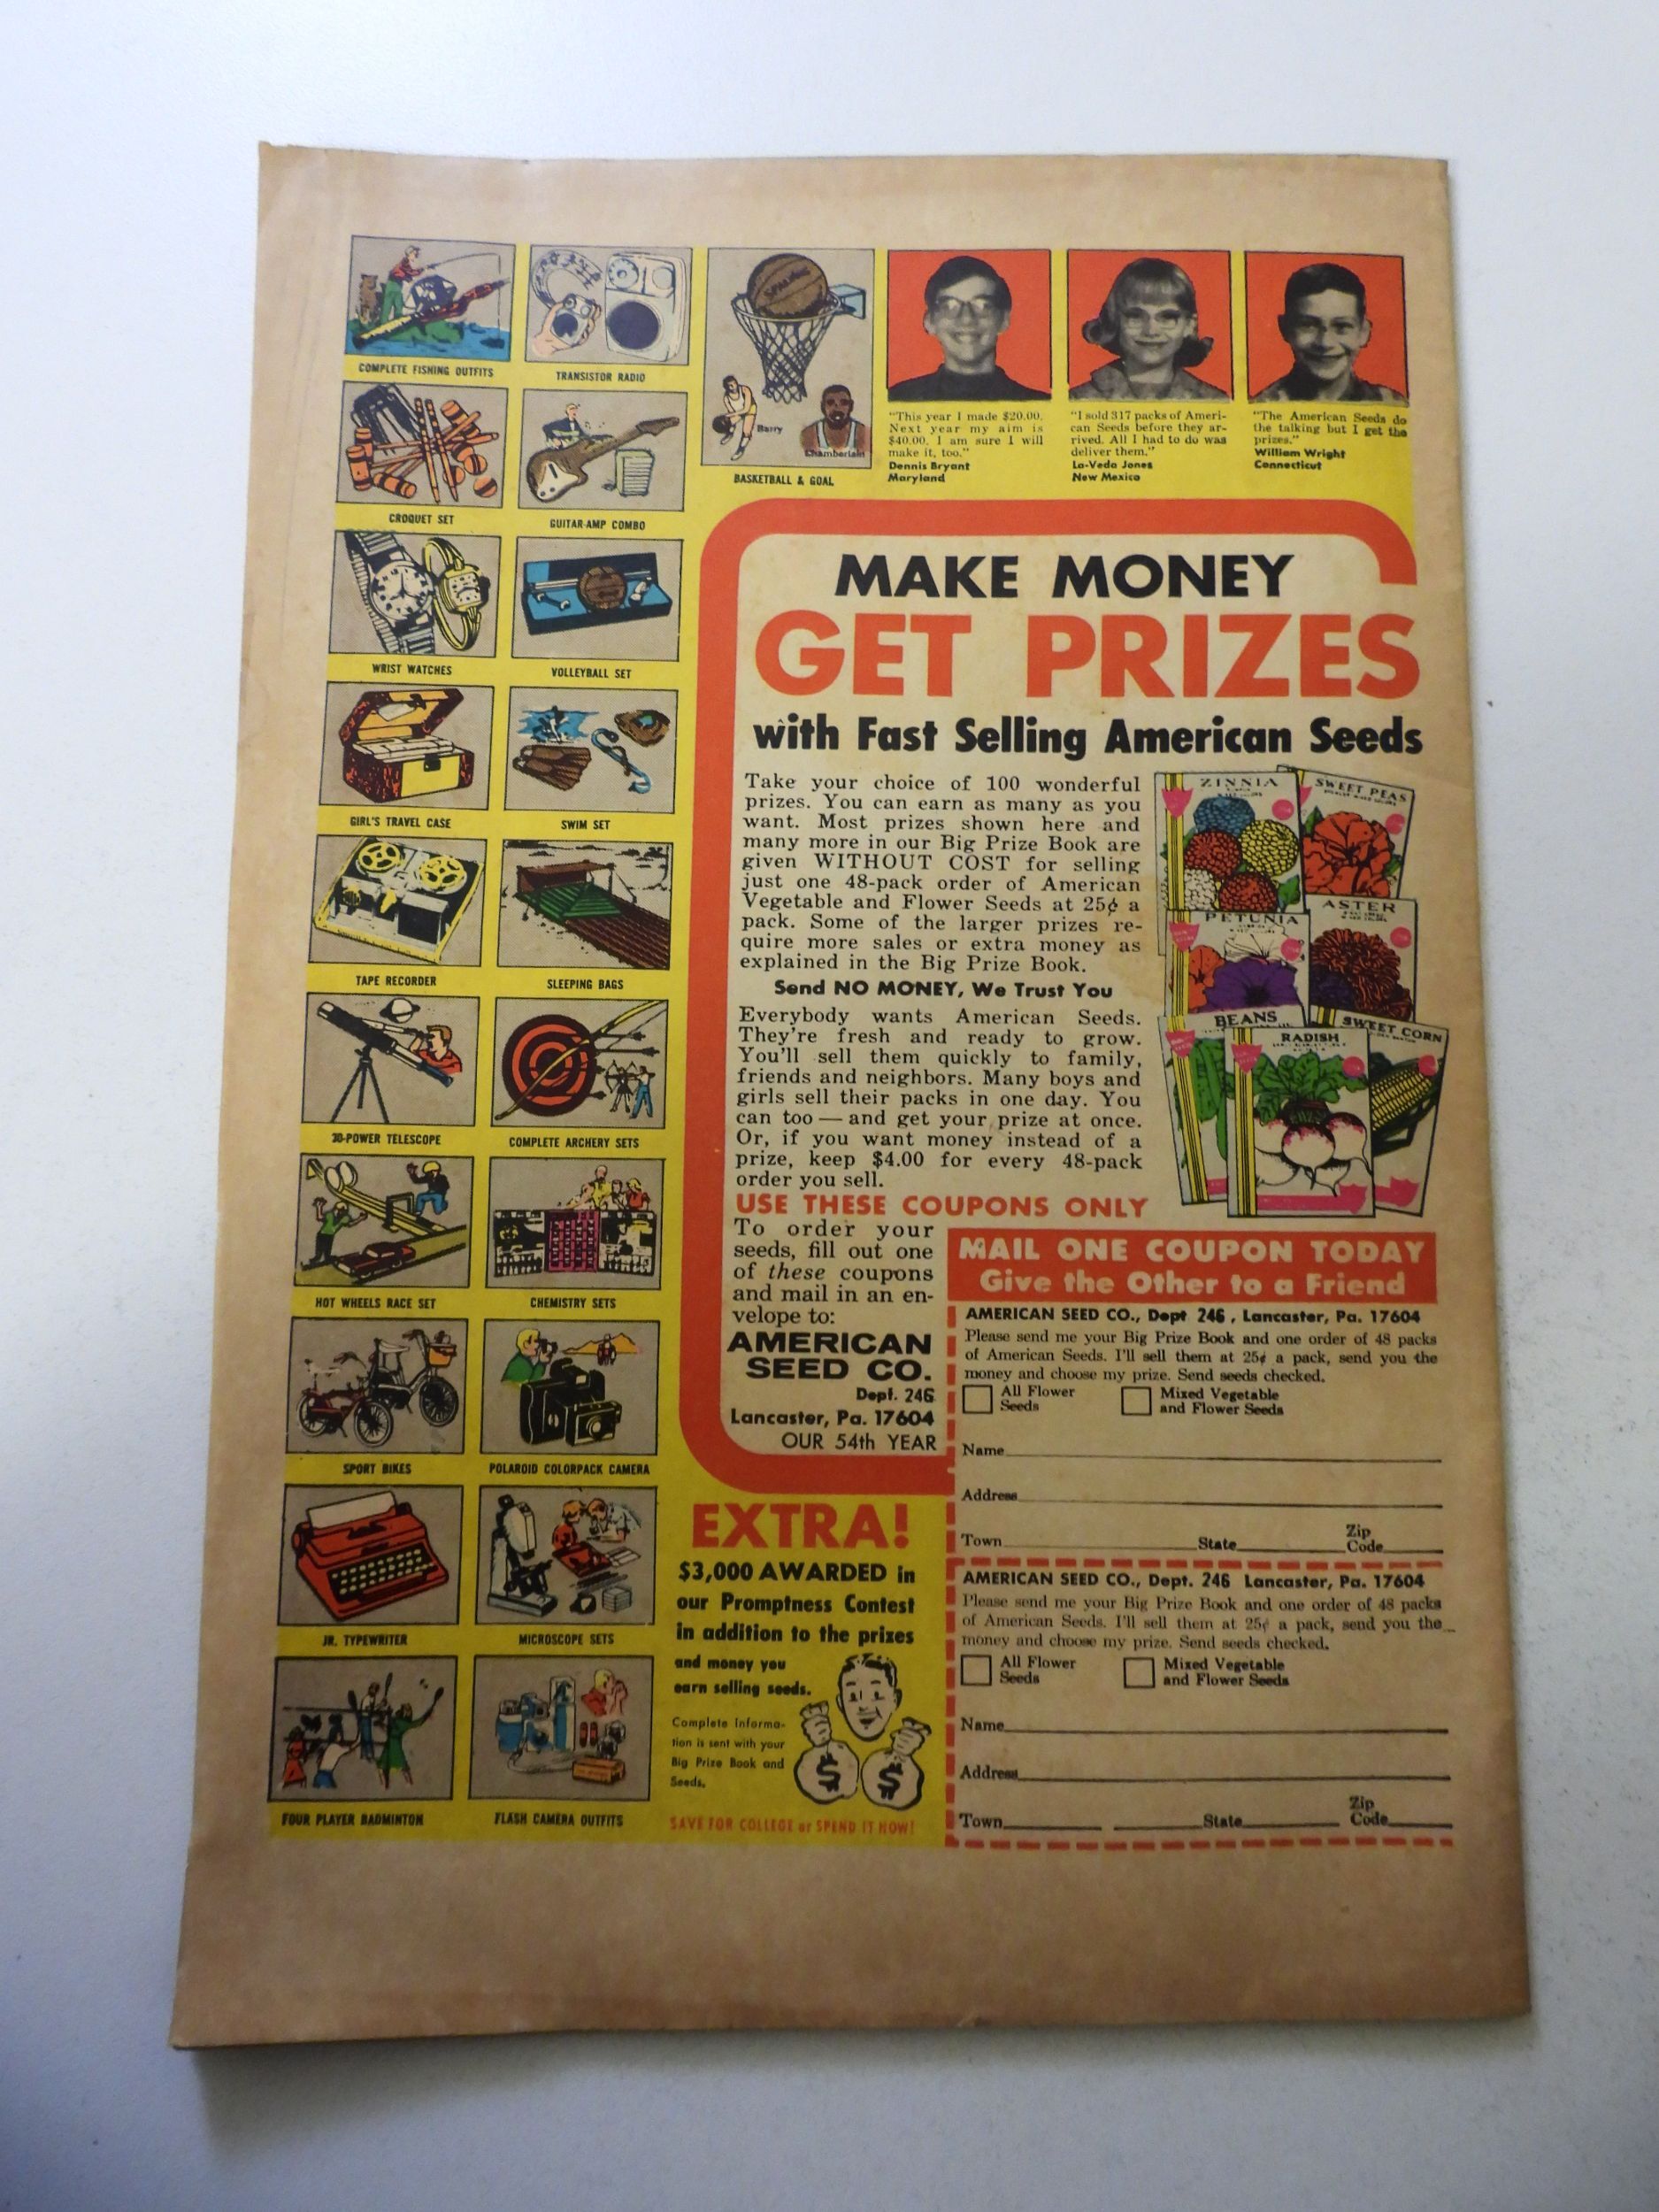 COMPLETE FISHING OUTFITS
TRANSISTOR RADIO
SPALDING
Barry
Chamberlain
BASKETBALL & GOAL
CROQUET SET
GUITAR-AMP COMBO
WRIST WATCHES
VOLLEYBALL SET
GIRL'S TRAVEL CASE
SWIM SET
TAPE RECORDER
SLEEPING BAGS
30-POWER TELESCOPE
COMPLETE ARCHERY SETS
HOT WHEELS RACE SET
CHEMISTRY SETS
SPORT BIKES
POLAROID COLORPACK CAMERA
JR. TYPEWRITER
MICROSCOPE SETS
FOUR PLAYER BADMINTON
FLASH CAMERA OUTFITS
"This year I made $20.00.
Next year my aim is
$40.00. I am sure I will
make it, too."
Dennis Bryant
Maryland
"I sold 317 packs of Ameri-
can Seeds before they ar-
rived. All I had to do was
deliver them."
La-Veda Jones
New Mexico
"The American Seeds do
the talking but I get the
prizes."
William Wright
Connecticut
MAKE MONEY
GET PRIZES
with Fast Selling American Seeds
Take your choice of 100 wonderful
prizes. You can earn as many as you
want. Most prizes shown here and
many more in our Big Prize Book are
given WITHOUT COST for selling
just one 48-pack order of American
Vegetable and Flower Seeds at 25¢ a
pack. Some of the larger prizes re-
quire more sales or extra money as
explained in the Big Prize Book.
Send NO MONEY, We Trust You
Everybody wants American Seeds.
They're fresh and ready to grow.
You'll sell them quickly to family,
friends and neighbors. Many boys and
girls sell their packs in one day. You
can too — and get your prize at once.
Or, if you want money instead of a
prize, keep $4.00 for every 48-pack
order you sell.
ZINNIA
SWEET PEAS
PETUNIA
ASTER
BEANS
RADISH
SWEET CORN
USE THESE COUPONS ONLY
To order your
seeds, fill out one
of these coupons
and mail in an en-
velope to:
AMERICAN
SEED CO.
Dept. 246
Lancaster, Pa. 17604
OUR 54th YEAR
MAIL ONE COUPON TODAY
Give the Other to a Friend
AMERICAN SEED CO., Dept 246, Lancaster, Pa. 17604
Please send me your Big Prize Book and one order of 48 packs
of American Seeds. I'll sell them at 25¢ a pack, send you the
money and choose my prize. Send seeds checked.
All Flower
Seeds
Mixed Vegetable
and Flower Seeds
Name
Address
Town State Zip
Code
AMERICAN SEED CO., Dept. 246 Lancaster, Pa. 17604
Please send me your Big Prize Book and one order of 48 packs
of American Seeds. I'll sell them at 25¢ a pack, send you the
money and choose my prize. Send seeds checked.
All Flower
Seeds
Mixed Vegetable
and Flower Seeds
Name
Address
Town State Zip
Code
EXTRA!
$3,000 AWARDED in
our Promptness Contest
in addition to the prizes
and money you
earn selling seeds.
Complete informa-
tion is sent with your
Big Prize Book and
Seeds.
$ $
SAVE FOR COLLEGE or SPEND IT NOW!